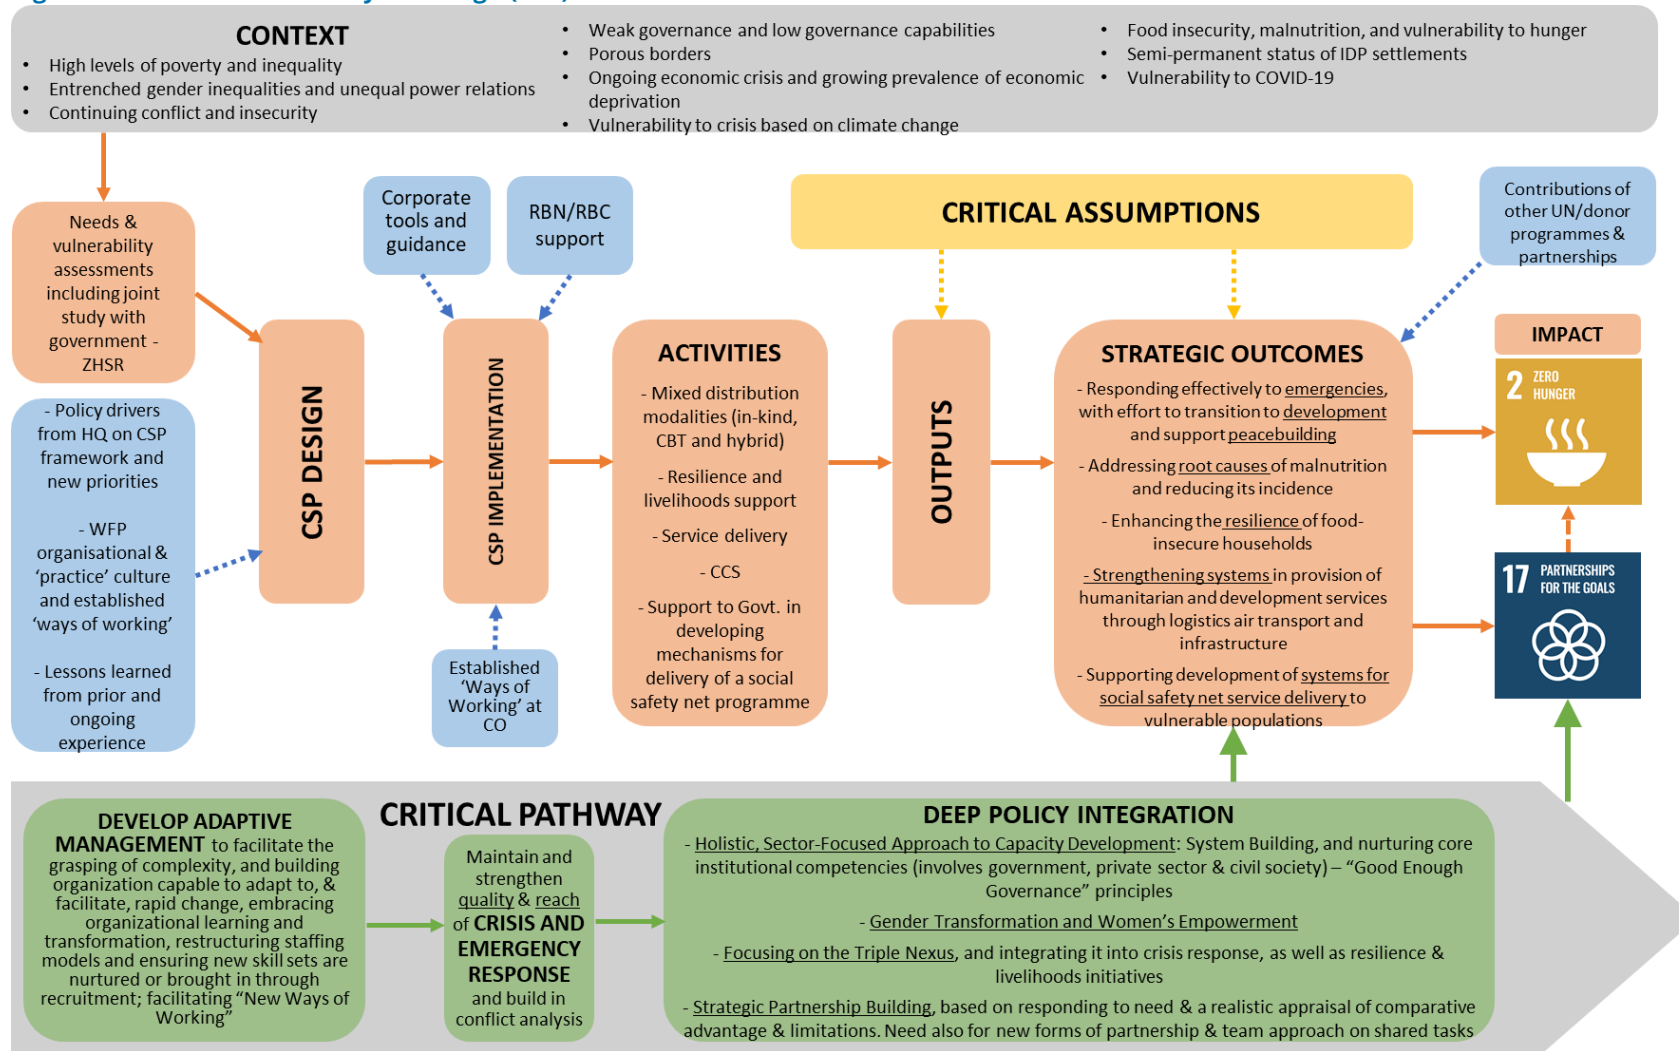 CONTEXT
• High levels of poverty and inequality
• Entrenched gender inequalities and unequal power relations
• Continuing conflict and insecurity
• Weak governance and low governance capabilities
• Porous borders
• Ongoing economic crisis and growing prevalence of economic
deprivation
• Vulnerability to crisis based on climate change
• Food insecurity, malnutrition, and vulnerability to hunger
• Semi-permanent status of IDP settlements
• Vulnerability to COVID-19
Needs &
vulnerability
assessments
including joint
study with
government -
ZHSR
- Policy drivers
from HQ on CSP
framework and
new priorities
- WFP
organisational &
‘practice’ culture
and established
‘ways of working’
- Lessons learned
from prior and
ongoing
experience
CSP DESIGN
Corporate
tools and
guidance
RBN/RBC
support
CSP IMPLEMENTATION
Established
‘Ways of
Working’ at
CO
ACTIVITIES
- Mixed distribution
modalities (in-kind,
CBT and hybrid)
- Resilience and
livelihoods support
- Service delivery
- CCS
- Support to Govt. in
developing
mechanisms for
delivery of a social
safety net programme
CRITICAL ASSUMPTIONS
OUTPUTS
STRATEGIC OUTCOMES
- Responding effectively to emergencies,
with effort to transition to development
and support peacebuilding
- Addressing root causes of malnutrition
and reducing its incidence
- Enhancing the resilience of food-
insecure households
- Strengthening systems in provision of
humanitarian and development services
through logistics air transport and
infrastructure
- Supporting development of systems for
social safety net service delivery to
vulnerable populations
Contributions of
other UN/donor
programmes &
partnerships
IMPACT
2 ZERO
HUNGER
17 PARTNERSHIPS
FOR THE GOALS
CRITICAL PATHWAY
DEVELOP ADAPTIVE
MANAGEMENT to facilitate the
grasping of complexity, and building
organization capable to adapt to, &
facilitate, rapid change, embracing
organizational learning and
transformation, restructuring staffing
models and ensuring new skill sets are
nurtured or brought in through
recruitment; facilitating “New Ways of
Working”
Maintain and
strengthen
quality & reach
of CRISIS AND
EMERGENCY
RESPONSE
and build in
conflict analysis
DEEP POLICY INTEGRATION
- Holistic, Sector-Focused Approach to Capacity Development: System Building, and nurturing core
institutional competencies (involves government, private sector & civil society) – “Good Enough
Governance” principles
- Gender Transformation and Women’s Empowerment
- Focusing on the Triple Nexus, and integrating it into crisis response, as well as resilience &
livelihoods initiatives
- Strategic Partnership Building, based on responding to need & a realistic appraisal of comparative
advantage & limitations. Need also for new forms of partnership & team approach on shared tasks